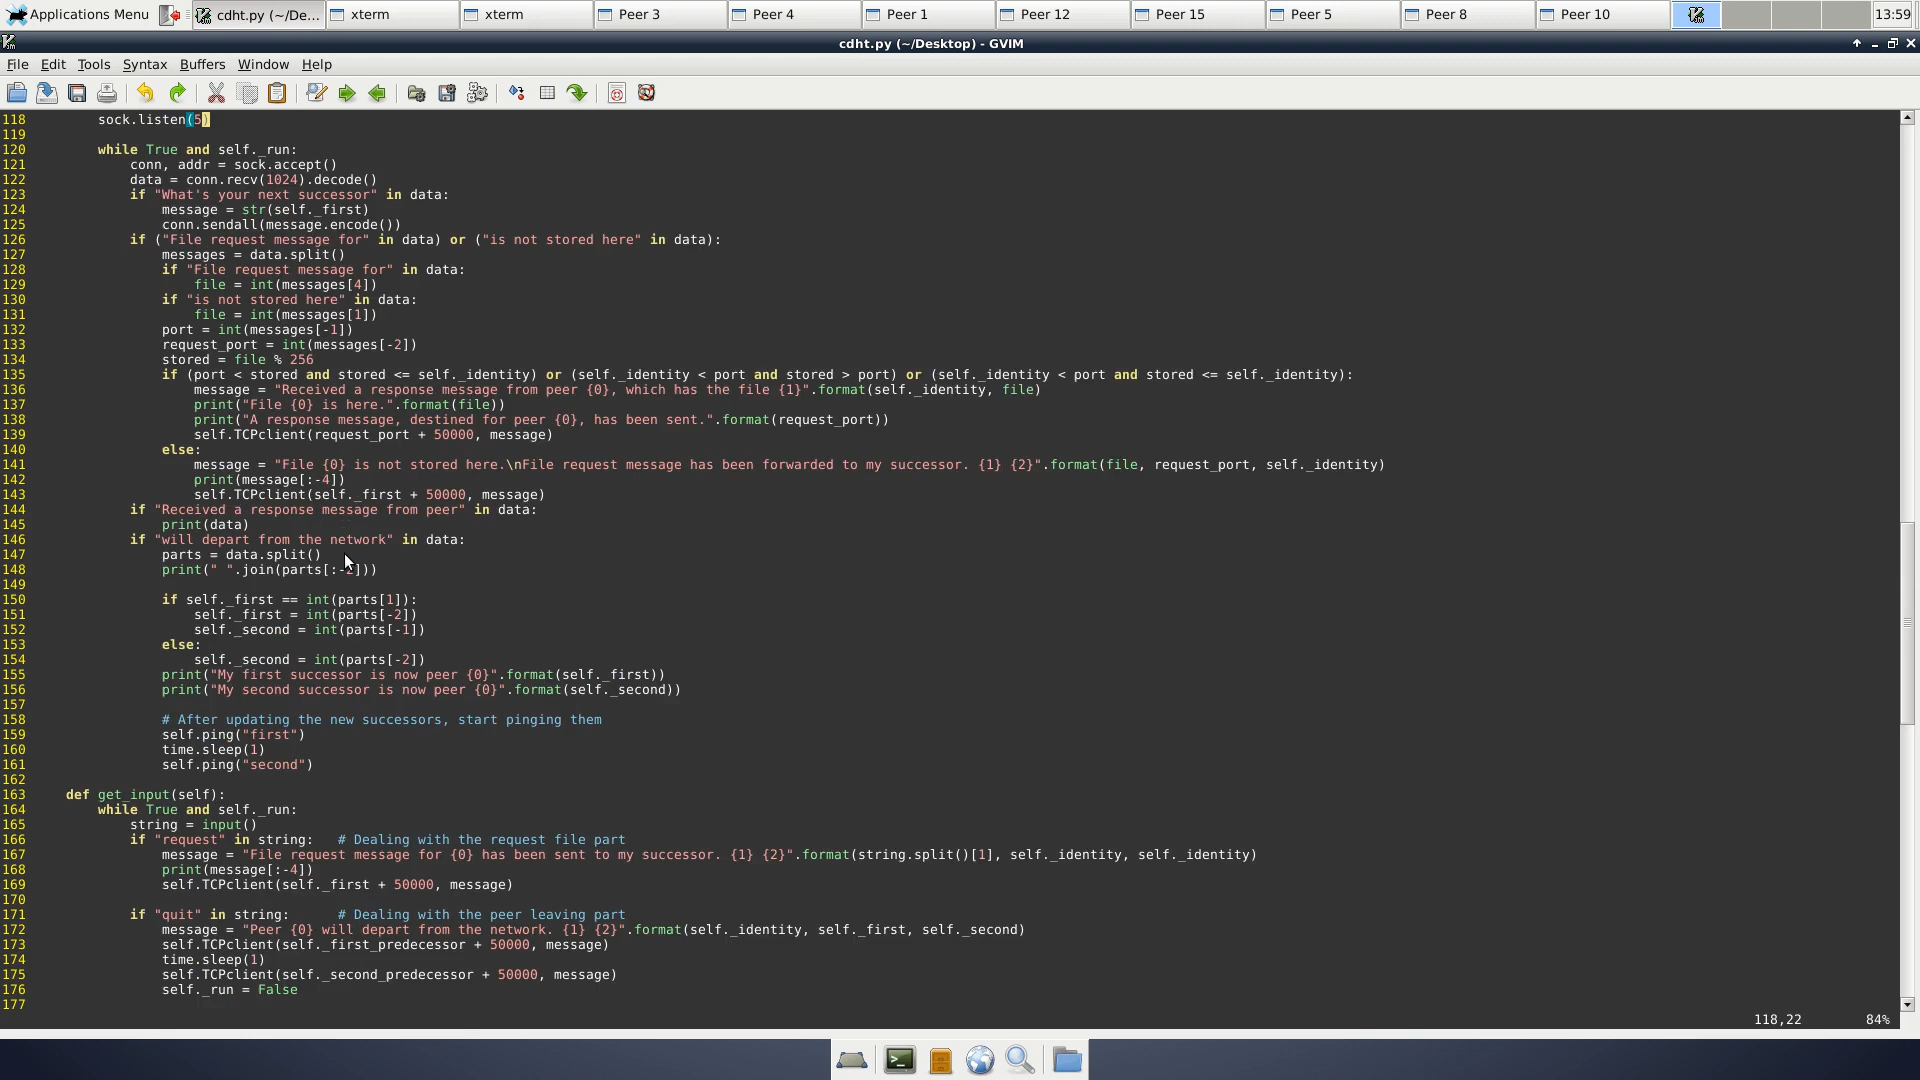 Applications Menu cdht.py (~/De... xterm xterm Peer 3 Peer 4 Peer 1 Peer 12 Peer 15 Peer 5 Peer 8 Peer 10 13:59
cdht.py (~/Desktop) - GVIM
File Edit Tools Syntax Buffers Window Help
118         sock.listen(5)
119
120         while True and self._run:
121             conn, addr = sock.accept()
122             data = conn.recv(1024).decode()
123             if "What's your next successor" in data:
124                 message = str(self._first)
125                 conn.sendall(message.encode())
126             if ("File request message for" in data) or ("is not stored here" in data):
127                 messages = data.split()
128                 if "File request message for" in data:
129                     file = int(messages[4])
130                 if "is not stored here" in data:
131                     file = int(messages[1])
132                 port = int(messages[-1])
133                 request_port = int(messages[-2])
134                 stored = file % 256
135                 if (port < stored and stored <= self._identity) or (self._identity < port and stored > port) or (self._identity < port and stored <= self._identity):
136                     message = "Received a response message from peer {0}, which has the file {1}".format(self._identity, file)
137                     print("File {0} is here.".format(file))
138                     print("A response message, destined for peer {0}, has been sent.".format(request_port))
139                     self.TCPclient(request_port + 50000, message)
140                 else:
141                     message = "File {0} is not stored here.\nFile request message has been forwarded to my successor. {1} {2}".format(file, request_port, self._identity)
142                     print(message[:-4])
143                     self.TCPclient(self._first + 50000, message)
144             if "Received a response message from peer" in data:
145                 print(data)
146             if "will depart from the network" in data:
147                 parts = data.split()
148                 print(" ".join(parts[:-2]))
149
150                 if self._first == int(parts[1]):
151                     self._first = int(parts[-2])
152                     self._second = int(parts[-1])
153                 else:
154                     self._second = int(parts[-2])
155                 print("My first successor is now peer {0}".format(self._first))
156                 print("My second successor is now peer {0}".format(self._second))
157
158                 # After updating the new successors, start pinging them
159                 self.ping("first")
160                 time.sleep(1)
161                 self.ping("second")
162
163     def get_input(self):
164         while True and self._run:
165             string = input()
166             if "request" in string:   # Dealing with the request file part
167                 message = "File request message for {0} has been sent to my successor. {1} {2}".format(string.split()[1], self._identity, self._identity)
168                 print(message[:-4])
169                 self.TCPclient(self._first + 50000, message)
170
171             if "quit" in string:      # Dealing with the peer leaving part
172                 message = "Peer {0} will depart from the network. {1} {2}".format(self._identity, self._first, self._second)
173                 self.TCPclient(self._first_predecessor + 50000, message)
174                 time.sleep(1)
175                 self.TCPclient(self._second_predecessor + 50000, message)
176                 self._run = False
177
118,22 84%